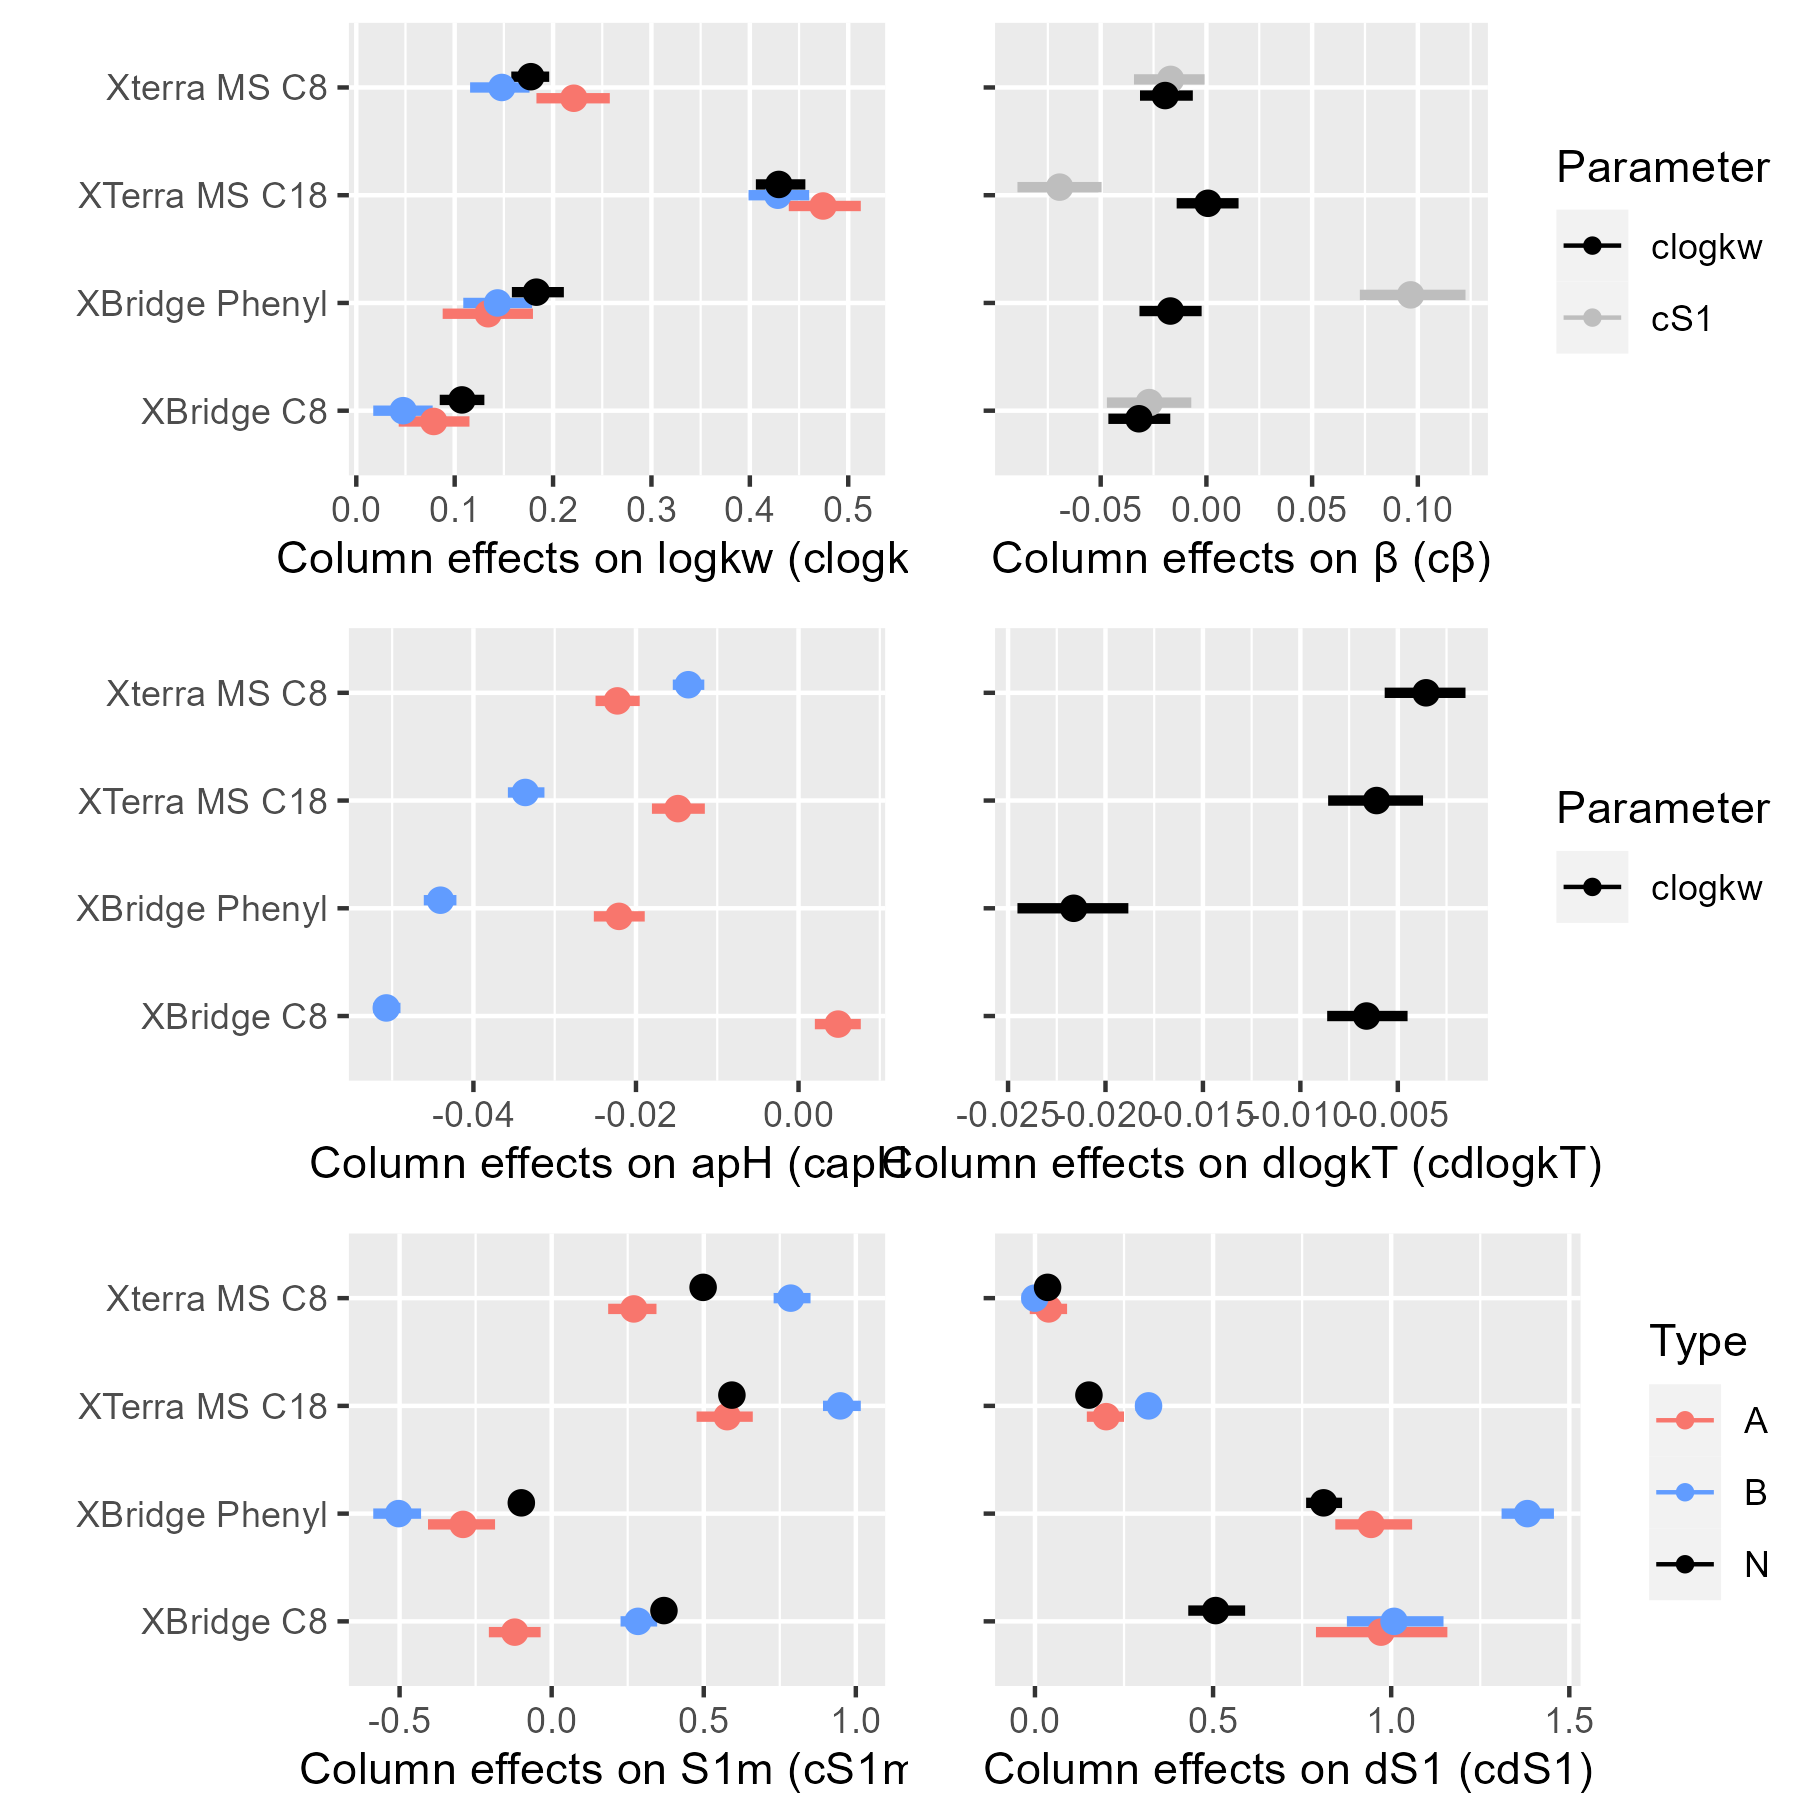 Xterra MS C8
XTerra MS C18
XBridge Phenyl
XBridge C8
0.0 0.1 0.2 0.3 0.4 0.5
Column effects on logkw (clogk
-0.05 0.00 0.05 0.10
Column effects on β (cβ)
Parameter
clogkw
cS1
Xterra MS C8
XTerra MS C18
XBridge Phenyl
XBridge C8
-0.04 -0.02 0.00
Column effects on apH (capH
-0.025 -0.020 -0.015 -0.010 -0.005
Column effects on dlogkT (cdlogkT)
Parameter
clogkw
Xterra MS C8
XTerra MS C18
XBridge Phenyl
XBridge C8
-0.5 0.0 0.5 1.0
Column effects on S1m (cS1m
0.0 0.5 1.0 1.5
Column effects on dS1 (cdS1)
Type
A
B
N